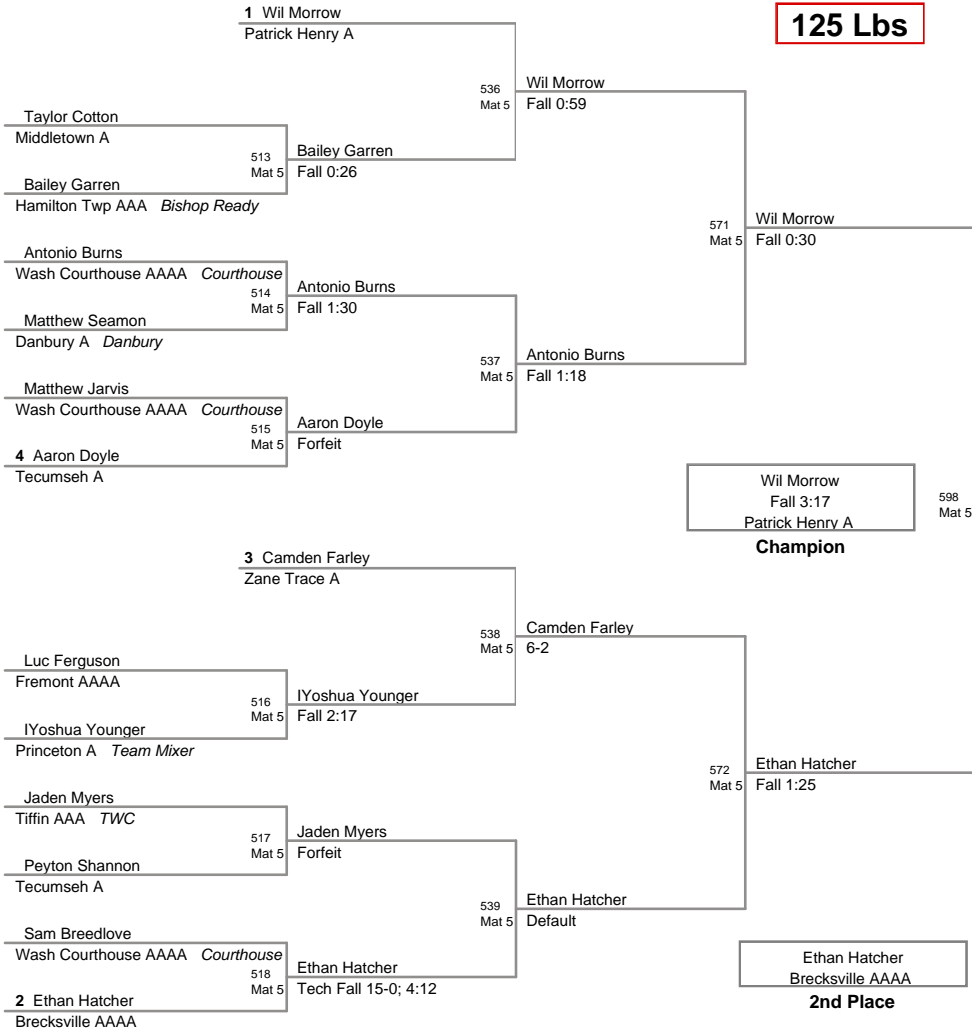 125 Lbs
1 Wil Morrow
Patrick Henry A
536
Mat 5
Wil Morrow
Fall 0:59
Taylor Cotton
Middletown A
513
Mat 5
Bailey Garren
Fall 0:26
Bailey Garren
Hamilton Twp AAA Bishop Ready
571
Mat 5
Wil Morrow
Fall 0:30
Antonio Burns
Wash Courthouse AAAA Courthouse
514
Mat 5
Antonio Burns
Fall 1:30
Matthew Seamon
Danbury A Danbury
537
Mat 5
Antonio Burns
Fall 1:18
Matthew Jarvis
Wash Courthouse AAAA Courthouse
515
Mat 5
Aaron Doyle
Forfeit
4 Aaron Doyle
Tecumseh A
Wil Morrow
Fall 3:17
Patrick Henry A
Champion
598
Mat 5
3 Camden Farley
Zane Trace A
538
Mat 5
Camden Farley
6-2
Luc Ferguson
Fremont AAAA
516
Mat 5
IYoshua Younger
Fall 2:17
IYoshua Younger
Princeton A Team Mixer
572
Mat 5
Ethan Hatcher
Fall 1:25
Jaden Myers
Tiffin AAA TWC
517
Mat 5
Jaden Myers
Forfeit
Peyton Shannon
Tecumseh A
539
Mat 5
Ethan Hatcher
Default
Sam Breedlove
Wash Courthouse AAAA Courthouse
518
Mat 5
Ethan Hatcher
Tech Fall 15-0; 4:12
2 Ethan Hatcher
Brecksville AAAA
Ethan Hatcher
Brecksville AAAA
2nd Place